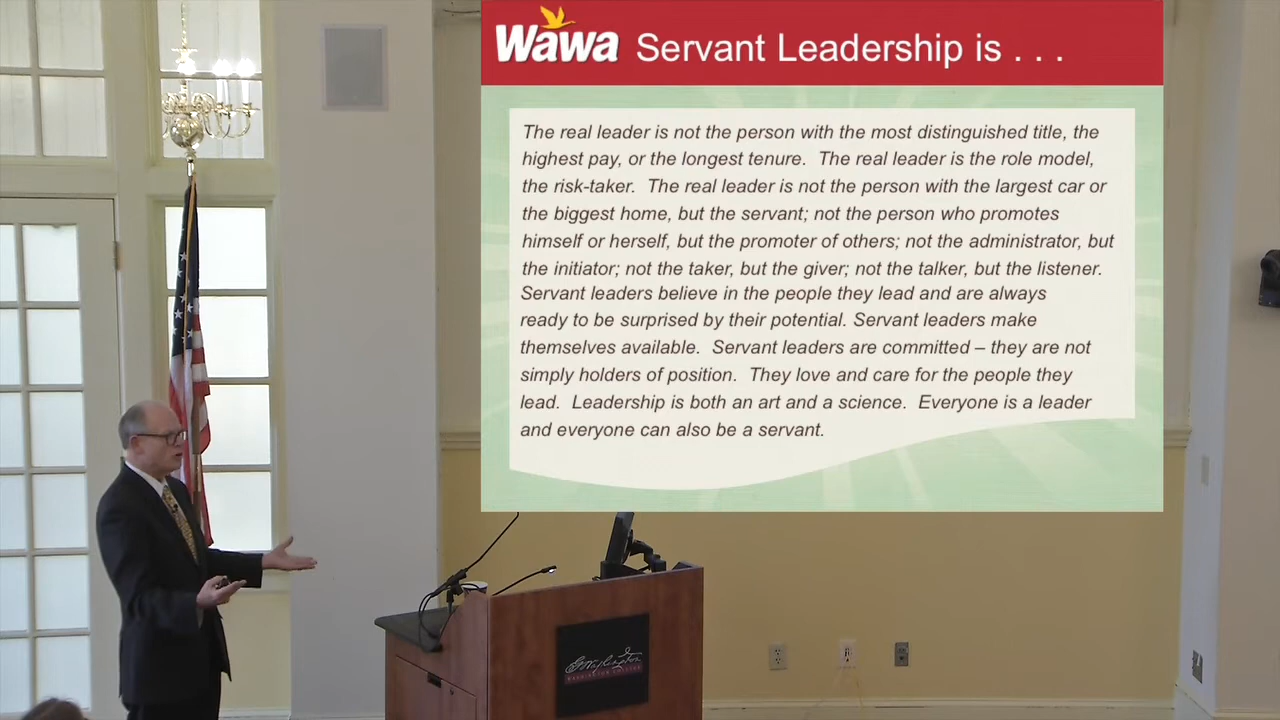 Wawa Servant Leadership is . . .
The real leader is not the person with the most distinguished title, the
highest pay, or the longest tenure.  The real leader is the role model,
the risk-taker.  The real leader is not the person with the largest car or
the biggest home, but the servant; not the person who promotes
himself or herself, but the promoter of others; not the administrator, but
the initiator; not the taker, but the giver; not the talker, but the listener.
Servant leaders believe in the people they lead and are always
ready to be surprised by their potential. Servant leaders make
themselves available.  Servant leaders are committed – they are not
simply holders of position.  They love and care for the people they
lead.  Leadership is both an art and a science.  Everyone is a leader
and everyone can also be a servant.
GWashington
WASHINGTON COLLEGE